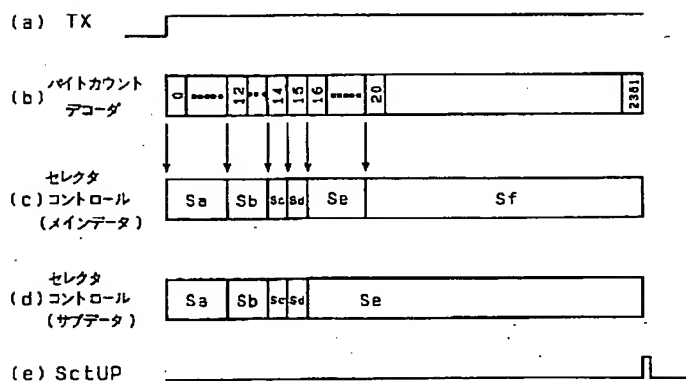 (a) TX
(b) バイトカウント
デコーダ
0 ..... 12 ... 14 15 16 ..... 20 2381
セレクタ
(c) コントロール
(メインデータ)
Sa Sb Sc Sd Se Sf
セレクタ
(d) コントロール
(サブデータ)
Sa Sb Sc Sd Se
(e) SctUP